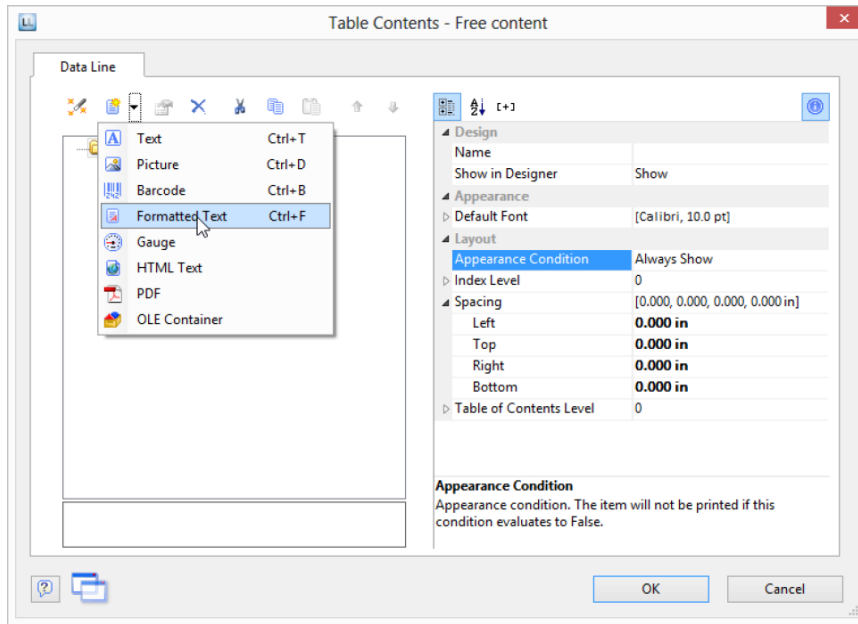 LL
Table Contents - Free content
Data Line
Text Ctrl+T
Picture Ctrl+D
Barcode Ctrl+B
Formatted Text Ctrl+F
Gauge
HTML Text
PDF
OLE Container
Design
Name
Show in Designer Show
Appearance
Default Font [Calibri, 10.0 pt]
Layout
Appearance Condition Always Show
Index Level 0
Spacing [0.000, 0.000, 0.000, 0.000 in]
Left 0.000 in
Top 0.000 in
Right 0.000 in
Bottom 0.000 in
Table of Contents Level 0
Appearance Condition
Appearance condition. The item will not be printed if this
condition evaluates to False.
OK Cancel